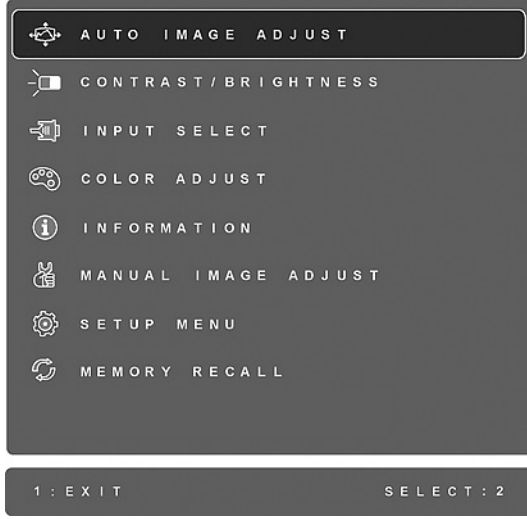 AUTO IMAGE ADJUST
CONTRAST/BRIGHTNESS
INPUT SELECT
COLOR ADJUST
INFORMATION
MANUAL IMAGE ADJUST
SETUP MENU
MEMORY RECALL
1:EXIT SELECT:2